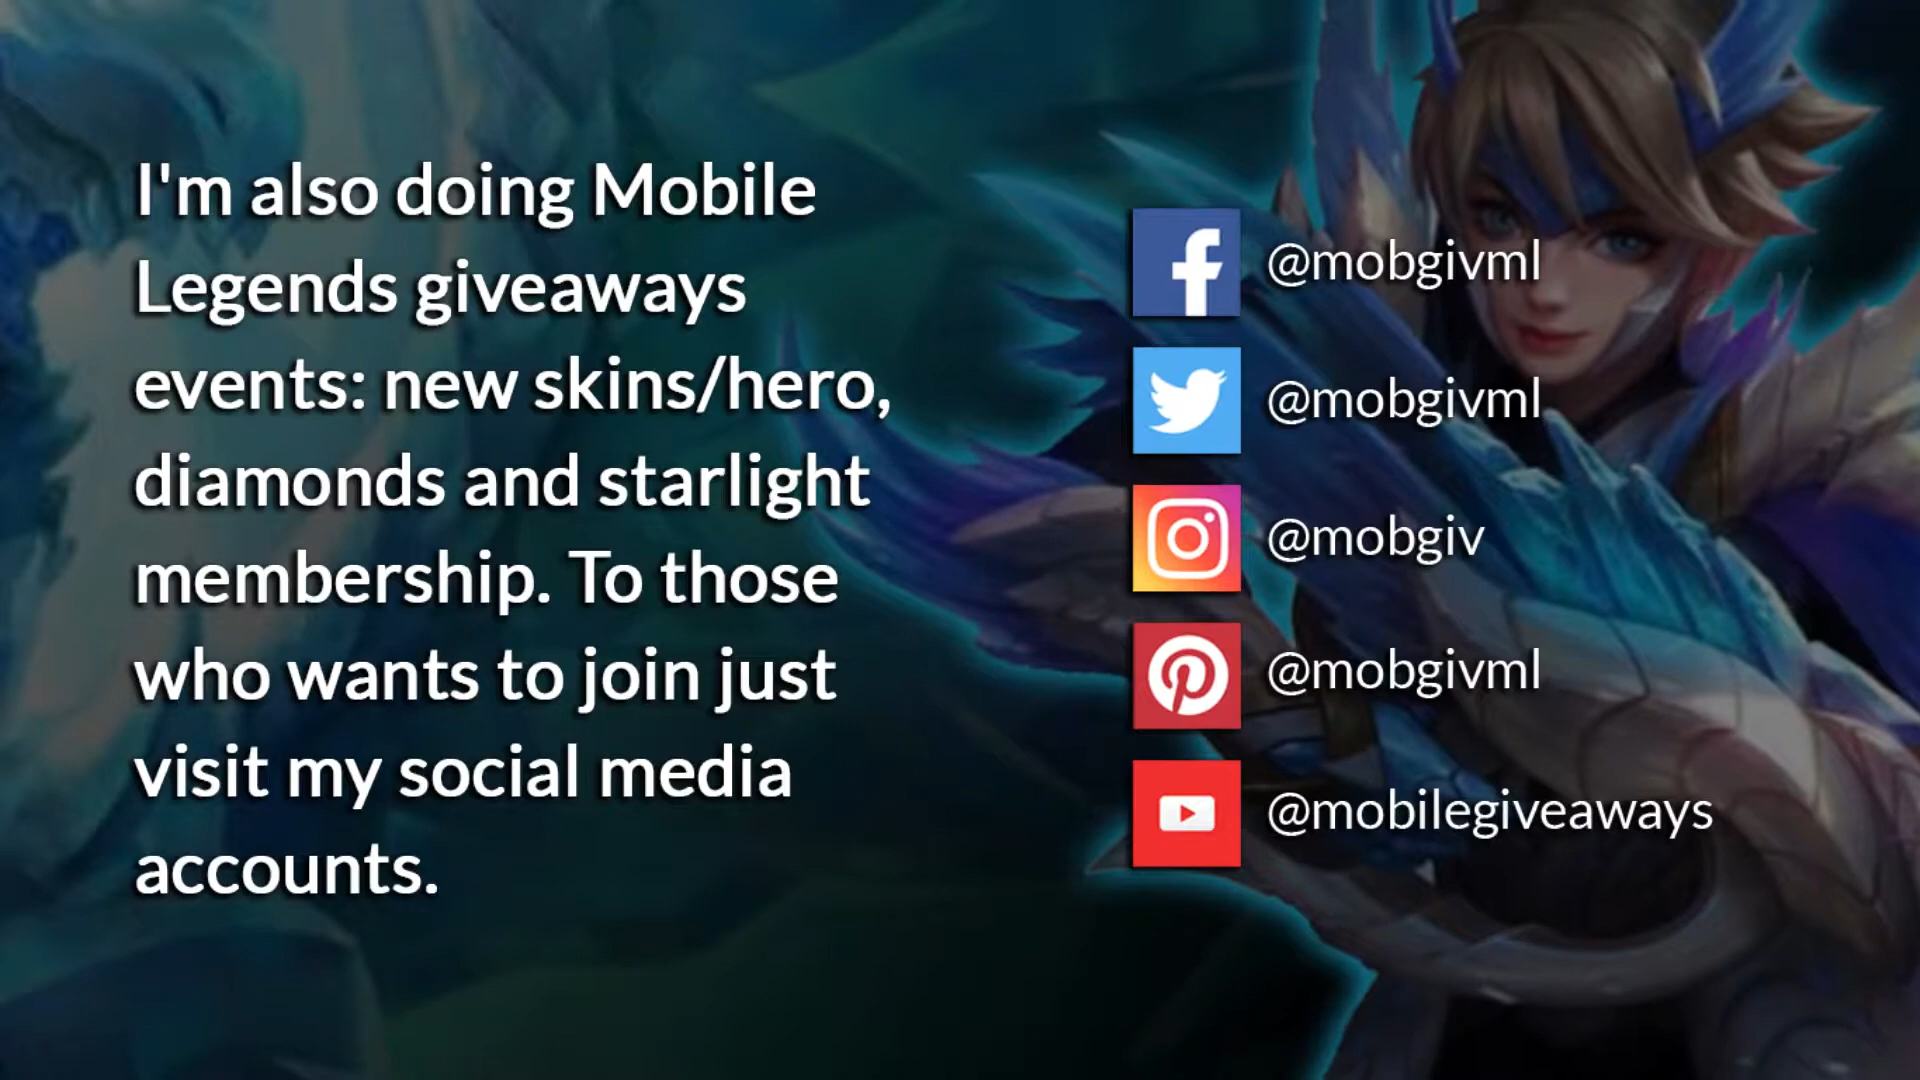 I'm also doing Mobile
Legends giveaways
events: new skins/hero,
diamonds and starlight
membership. To those
who wants to join just
visit my social media
accounts.
@mobgivml
@mobgivml
@mobgiv
@mobgivml
@mobilegiveaways